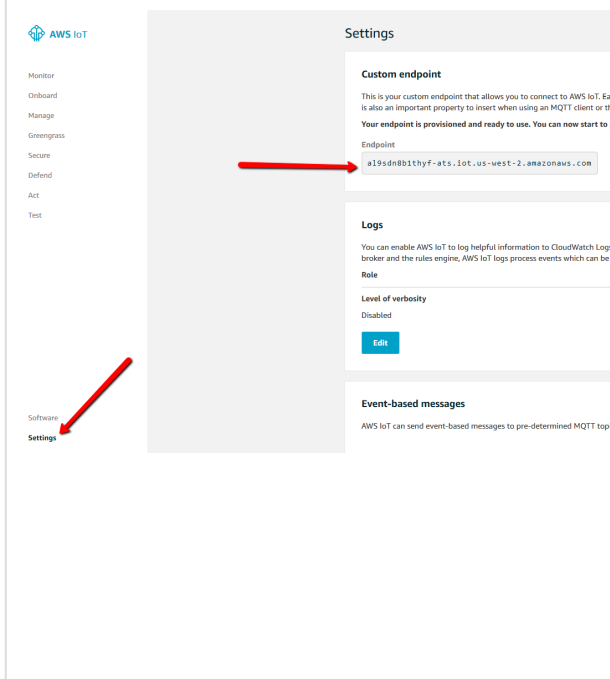 AWS IoT
Monitor
Onboard
Manage
Greengrass
Secure
Defend
Act
Test
Software
Settings
Settings
Custom endpoint
This is your custom endpoint that allows you to connect to AWS IoT. Ea
is also an important property to insert when using an MQTT client or th
Your endpoint is provisioned and ready to use. You can now start to
Endpoint
al9sdn8b1thyf-ats.iot.us-west-2.amazonaws.com
Logs
You can enable AWS IoT to log helpful information to CloudWatch Logs
broker and the rules engine, AWS IoT logs process events which can be
Role
Level of verbosity
Disabled
Edit
Event-based messages
AWS IoT can send event-based messages to pre-determined MQTT top